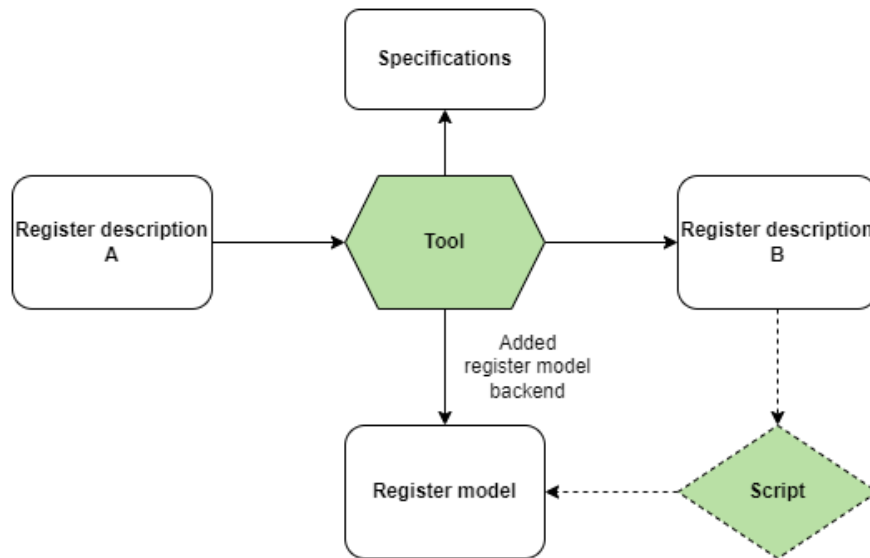 Specifications
Register description
A
Tool
Register description
B
Added
register model
backend
Register model
Script